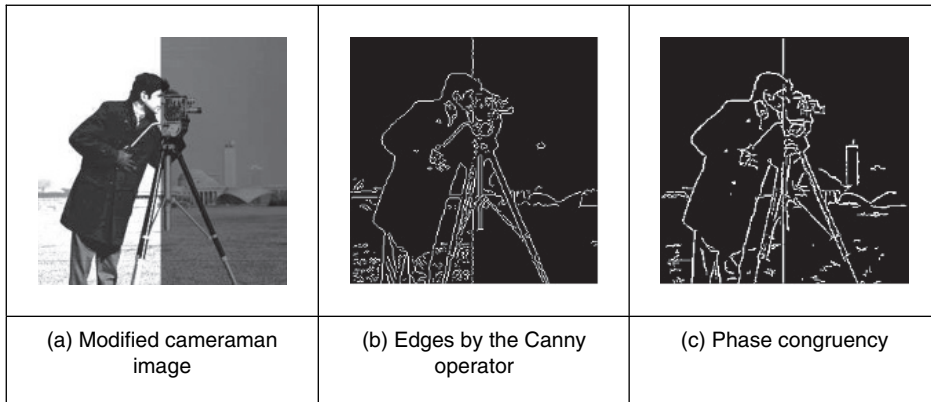 (a) Modified cameraman
image
(b) Edges by the Canny
operator
(c) Phase congruency